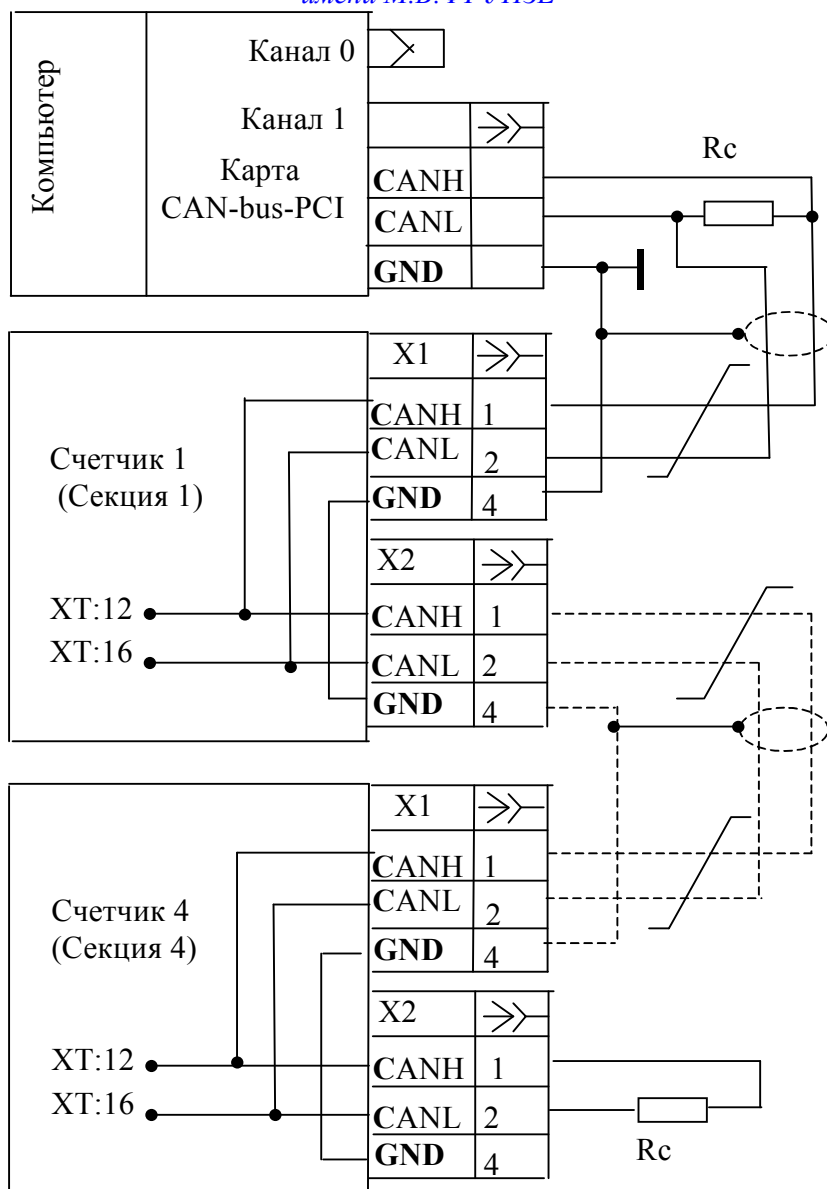 Канал 0
Компьютер
Канал 1
Карта
CAN-bus-PCI
CANH
CANL
GND
Rc
X1
CANH 1
CANL 2
GND 4
Счетчик 1
(Секция 1)
X2
XT:12
CANH 1
XT:16
CANL 2
GND 4
X1
CANH 1
CANL 2
GND 4
Счетчик 4
(Секция 4)
X2
XT:12
CANH 1
XT:16
CANL 2
GND 4
Rc